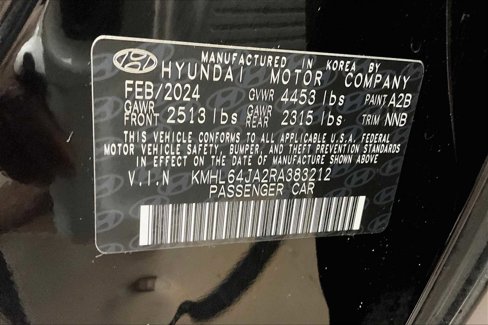 MANUFACTURED IN KOREA BY
HYUNDAI MOTOR COMPANY
FEB/2024 GVWR 4453 lbs PAINT A2B
GAWR FRONT 2513 lbs GAWR REAR 2315 lbs TRIM NNB
THIS VEHICLE CONFORMS TO ALL APPLICABLE U.S.A FEDERAL
MOTOR VEHICLE SAFETY, BUMPER, AND THEFT PREVENTION STANDARDS
IN EFFECT ON THE DATE OF MANUFACTURE SHOWN ABOVE.
V.I.N KMHL64JA2RA383212
PASSENGER CAR